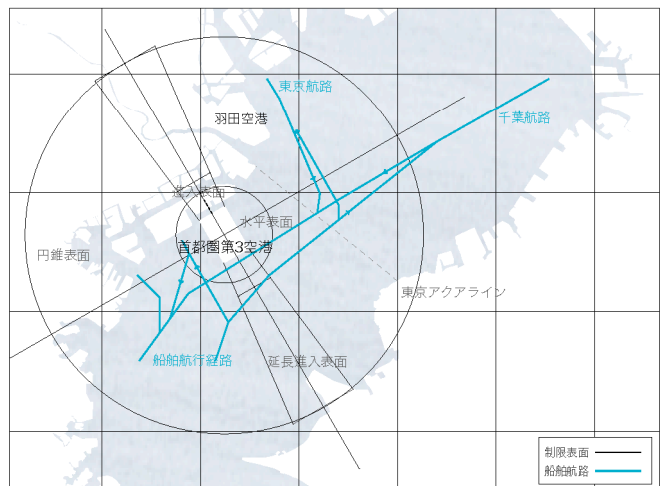 東京航路
千葉航路
羽田空港
進入表面
水平表面
円錐表面
首都圏第3空港
東京アクアライン
船舶航行経路
延長進入表面
制限表面
船舶航路